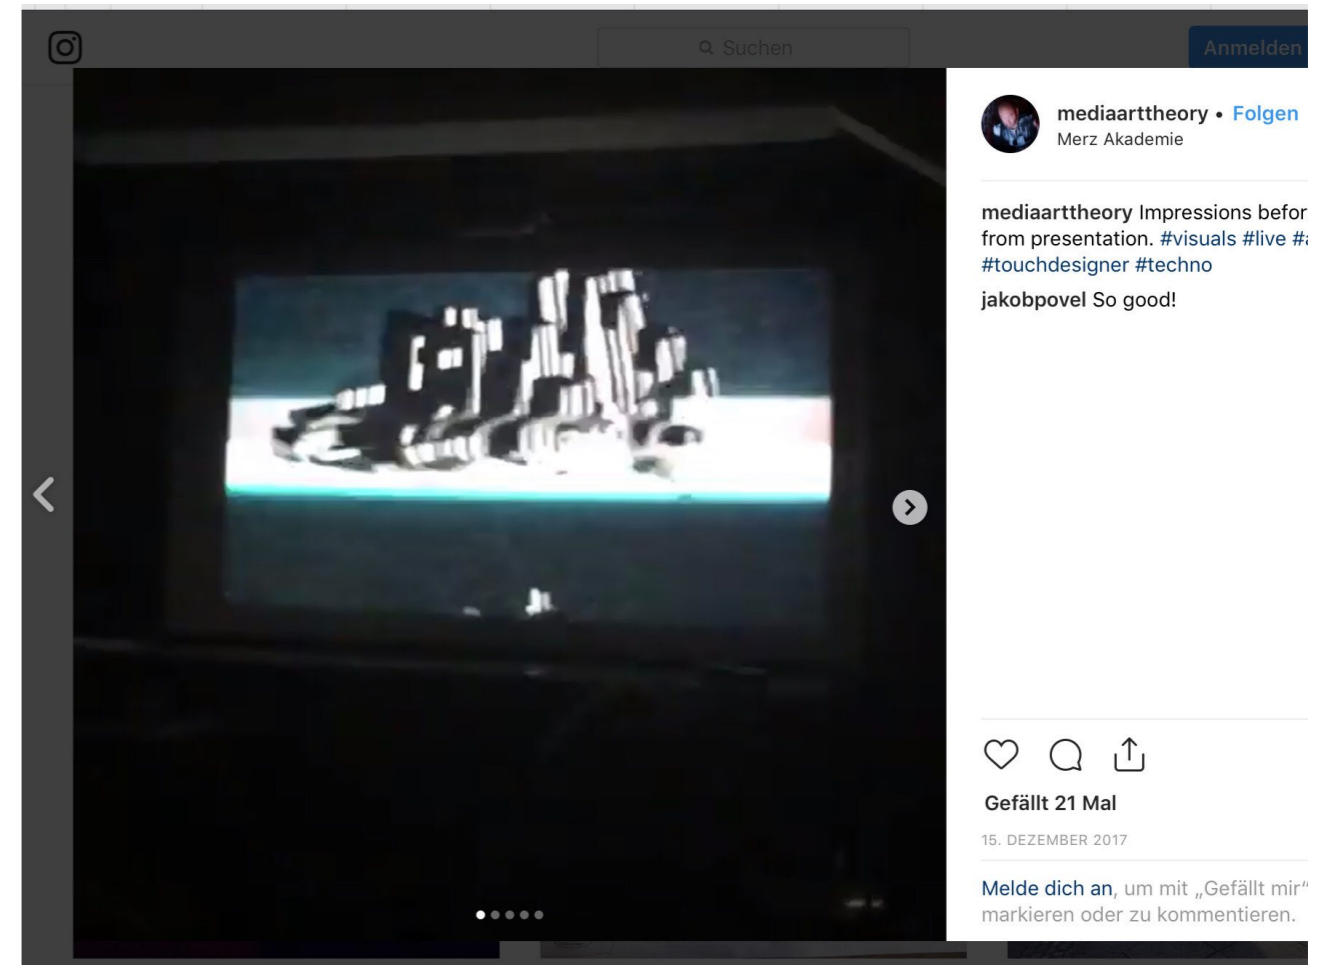 Suchen
Anmelden
mediaarttheory • Folgen
Merz Akademie
mediaarttheory Impressions
from presentation. #visuals #live
#touchdesigner #techno
jakobpovel So good!
Gefällt 21 Mal
15. DEZEMBER 2017
Melde dich an, um mit „Gefällt mir“
markieren oder zu kommentieren.